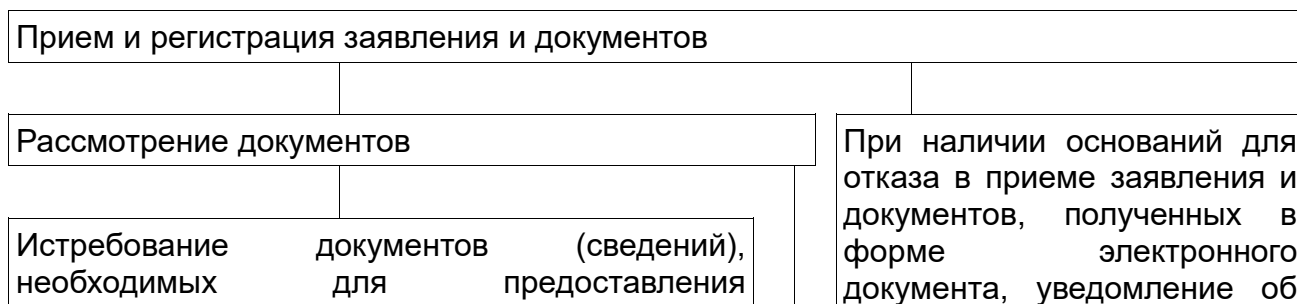 Прием и регистрация заявления и документов
Рассмотрение документов
Истребование документов (сведений),
необходимых для предоставления
При наличии оснований для
отказа в приеме заявления и
документов, полученных в
форме электронного
документа, уведомление об